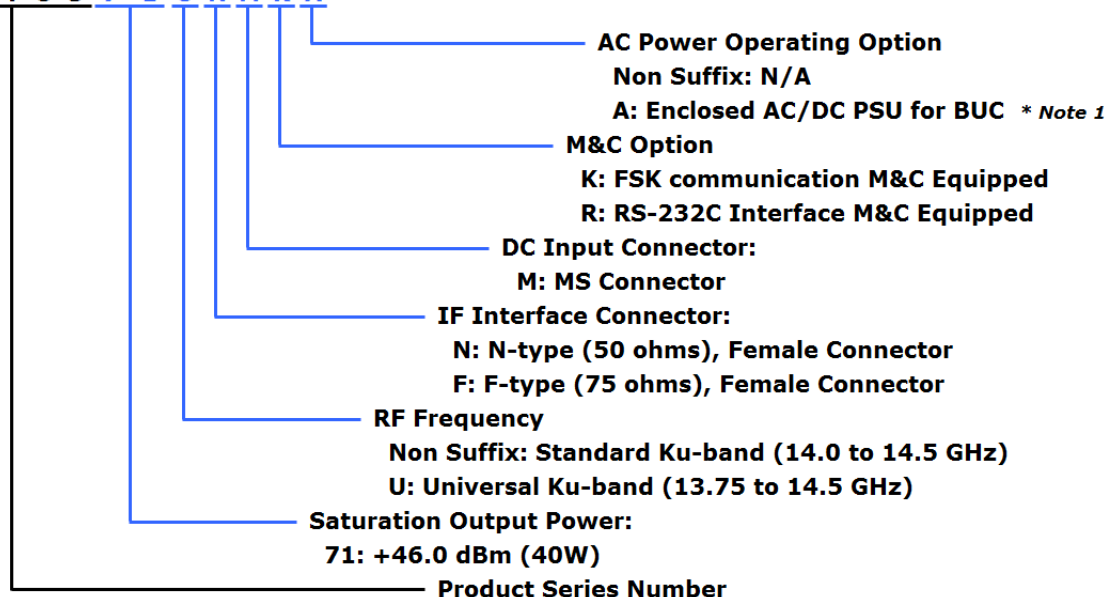 AC Power Operating Option
Non Suffix: N/A
A: Enclosed AC/DC PSU for BUC * Note 1
M&C Option
K: FSK communication M&C Equipped
R: RS-232C Interface M&C Equipped
DC Input Connector:
M: MS Connector
IF Interface Connector:
N: N-type (50 ohms), Female Connector
F: F-type (75 ohms), Female Connector
RF Frequency
Non Suffix: Standard Ku-band (14.0 to 14.5 GHz)
U: Universal Ku-band (13.75 to 14.5 GHz)
Saturation Output Power:
71: +46.0 dBm (40W)
Product Series Number